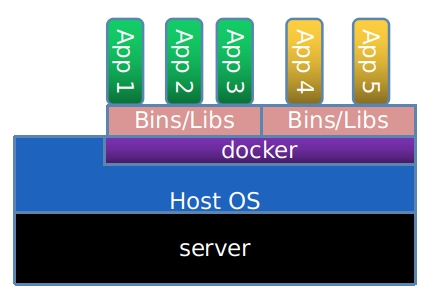 App 1
App 2
App 3
App 4
App 5
Bins/Libs
Bins/Libs
docker
Host OS
server